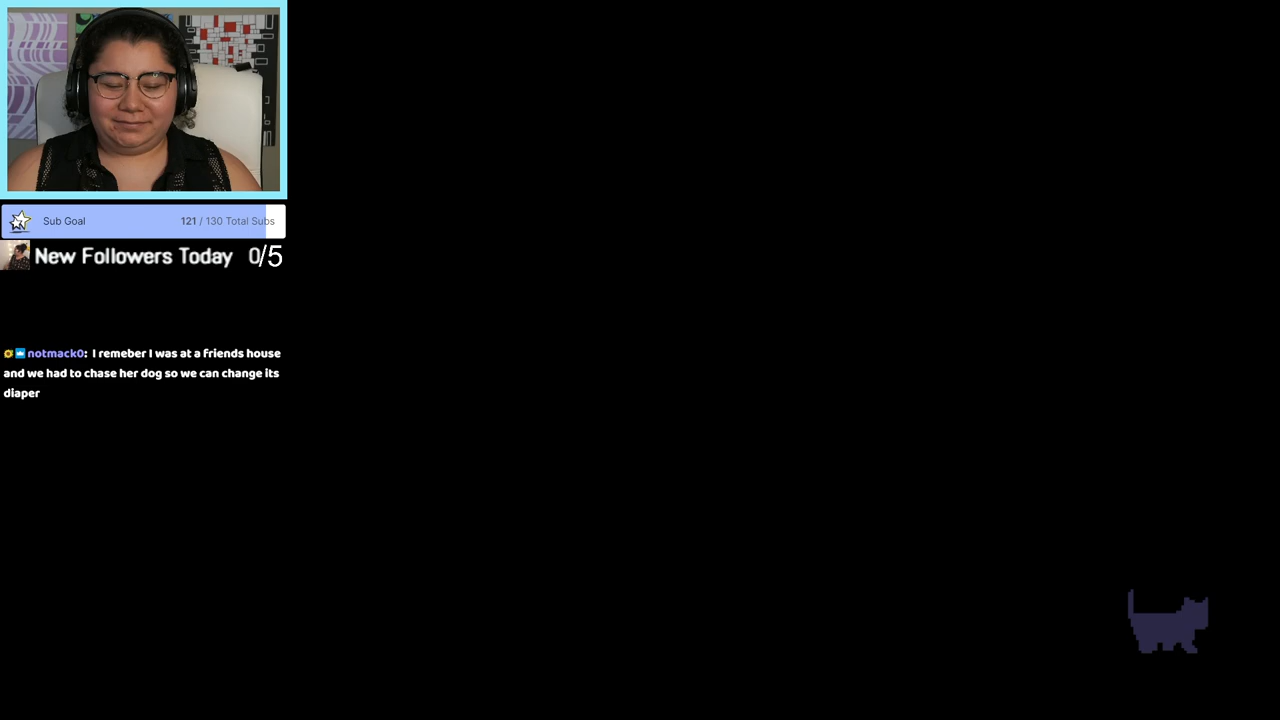 Sub Goal 121 / 130 Total Subs
New Followers Today 0/5
notmack0: I remeber I was at a friends house
and we had to chase her dog so we can change its
diaper